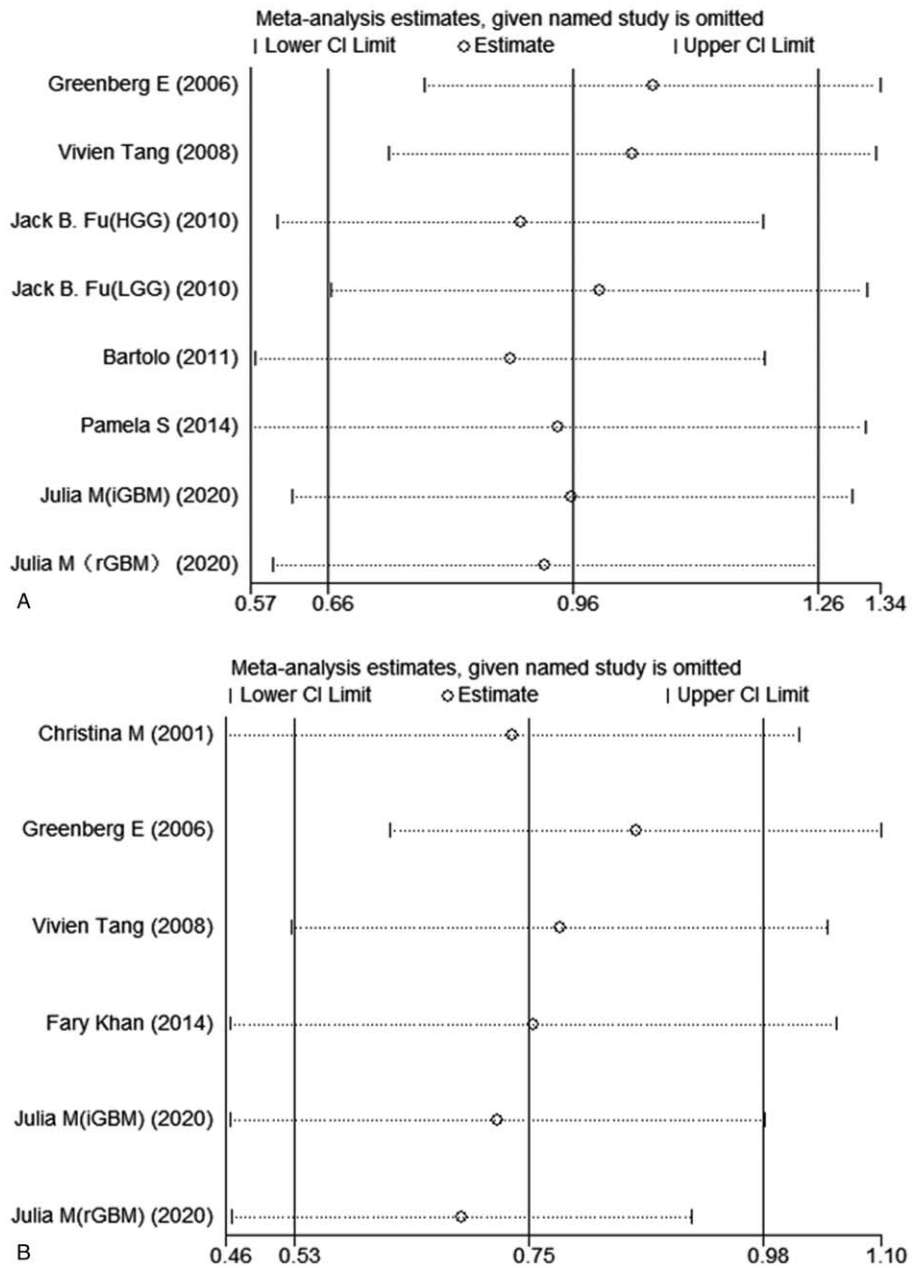 Meta-analysis estimates, given named study is omitted
| Lower CI Limit ○ Estimate | Upper CI Limit
Greenberg E (2006)
Vivien Tang (2008)
Jack B. Fu(HGG) (2010)
Jack B. Fu(LGG) (2010)
Bartolo (2011)
Pamela S (2014)
Julia M(iGBM) (2020)
Julia M（rGBM） (2020)
A
0.57 0.66 0.96 1.26 1.34
Meta-analysis estimates, given named study is omitted
| Lower CI Limit ○ Estimate | Upper CI Limit
Christina M (2001)
Greenberg E (2006)
Vivien Tang (2008)
Fary Khan (2014)
Julia M(iGBM) (2020)
Julia M(rGBM) (2020)
B
0.46 0.53 0.75 0.98 1.10